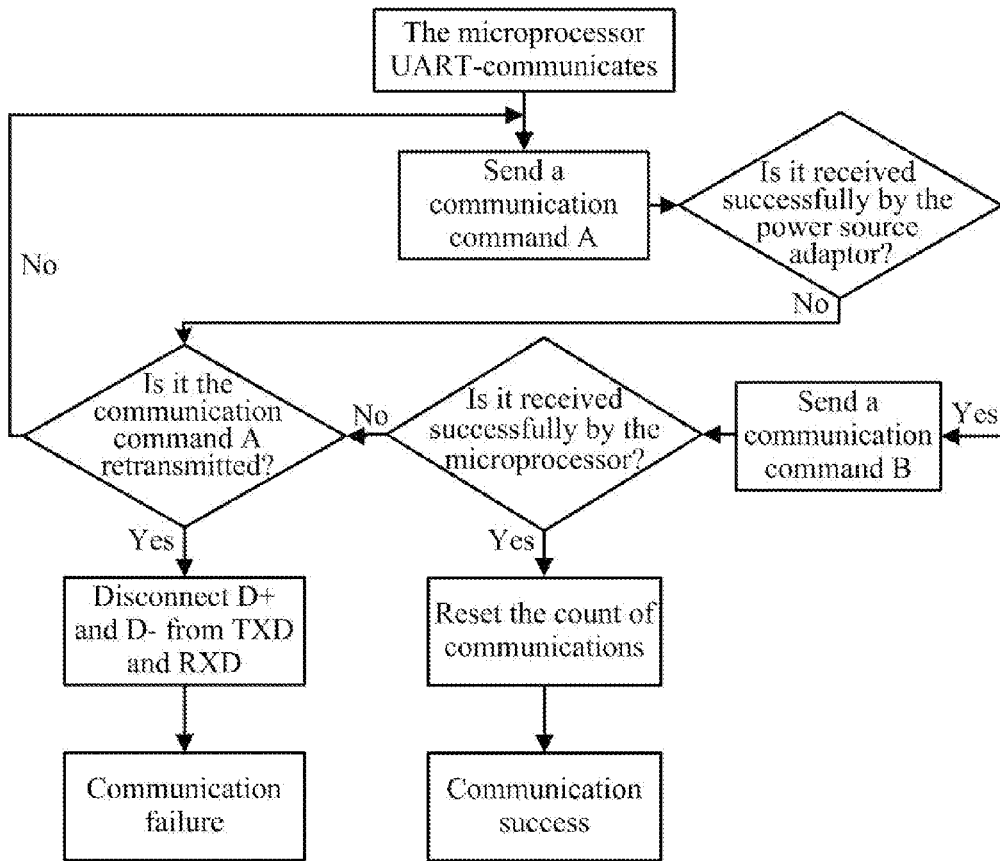 The microprocessor
UART-communicates
Send a
communication
command A
Is it received
successfully by the
power source
adaptor?
No
No
Is it the
communication
command A
retransmitted?
No
Is it received
successfully by the
microprocessor?
Send a
communication
command B
Yes
Yes
Yes
Disconnect D+
and D- from TXD
and RXD
Reset the count of
communications
Communication
failure
Communication
success